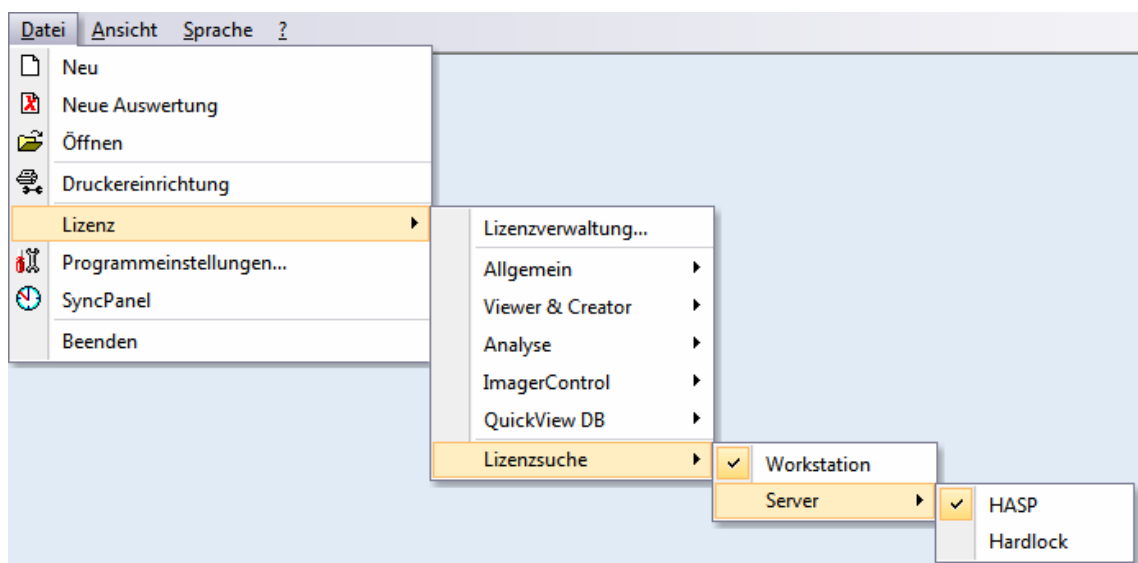 Datei Ansicht Sprache ?
Neu
Neue Auswertung
Öffnen
Druckereinrichtung
Lizenz
Programmeinstellungen...
SyncPanel
Beenden
Lizenzverwaltung...
Allgemein
Viewer & Creator
Analyse
ImagerControl
QuickView DB
Lizenzsuche
Workstation
Server
HASP
Hardlock